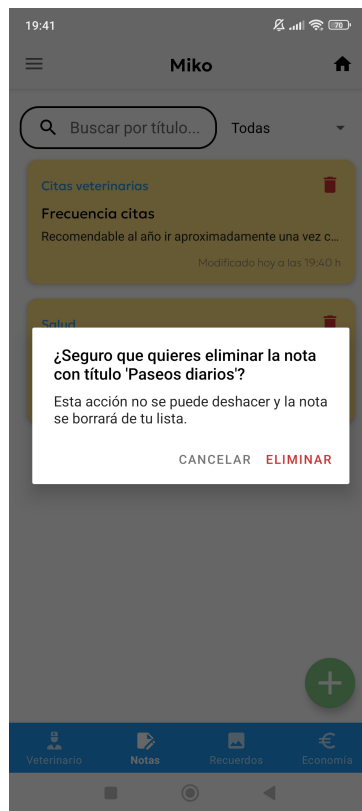 19:41
70
Miko
Buscar por título...
Todas
Citas veterinarias
Frecuencia citas
Recomendable al año ir aproximadamente una vez c...
Modificado hoy a las 19:40 h
Salud
¿Seguro que quieres eliminar la nota
con título 'Paseos diarios'?
Esta acción no se puede deshacer y la nota
se borrará de tu lista.
CANCELAR
ELIMINAR
Veterinario
Notas
Recuerdos
Economía